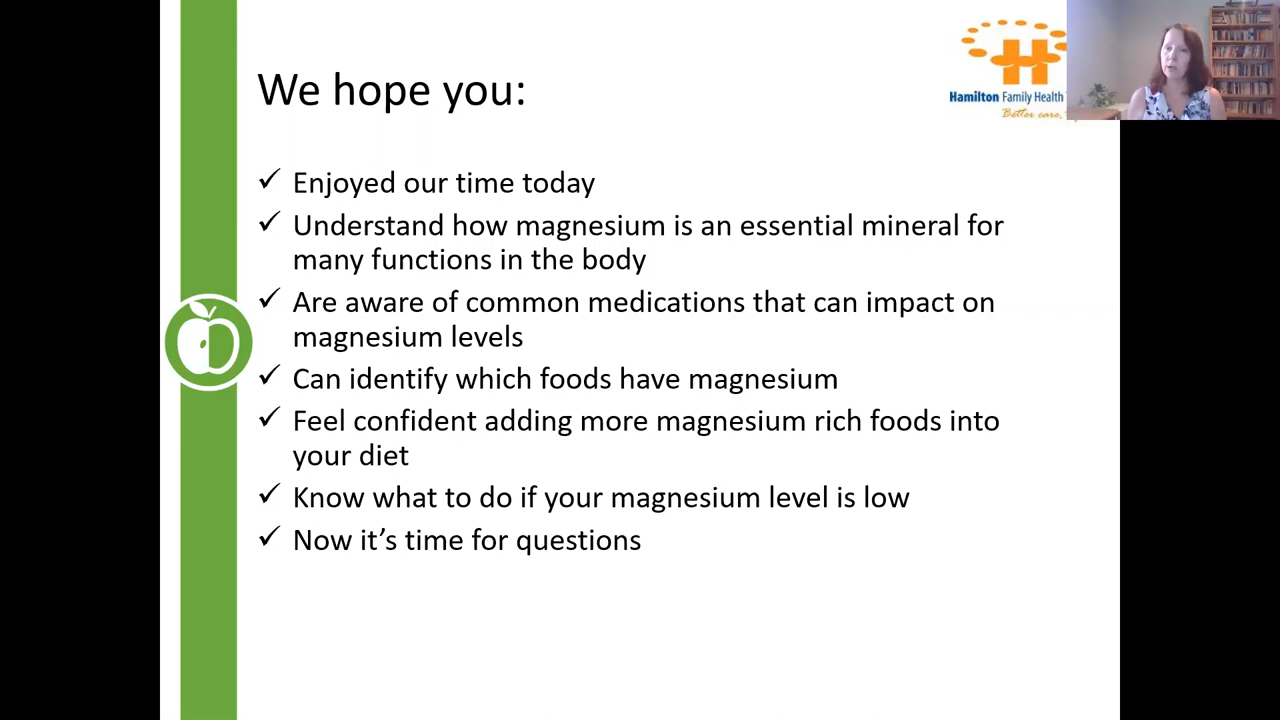 We hope you:
Hamilton Family Health
Better care,
✓ Enjoyed our time today
✓ Understand how magnesium is an essential mineral for
many functions in the body
✓ Are aware of common medications that can impact on
magnesium levels
✓ Can identify which foods have magnesium
✓ Feel confident adding more magnesium rich foods into
your diet
✓ Know what to do if your magnesium level is low
✓ Now it’s time for questions